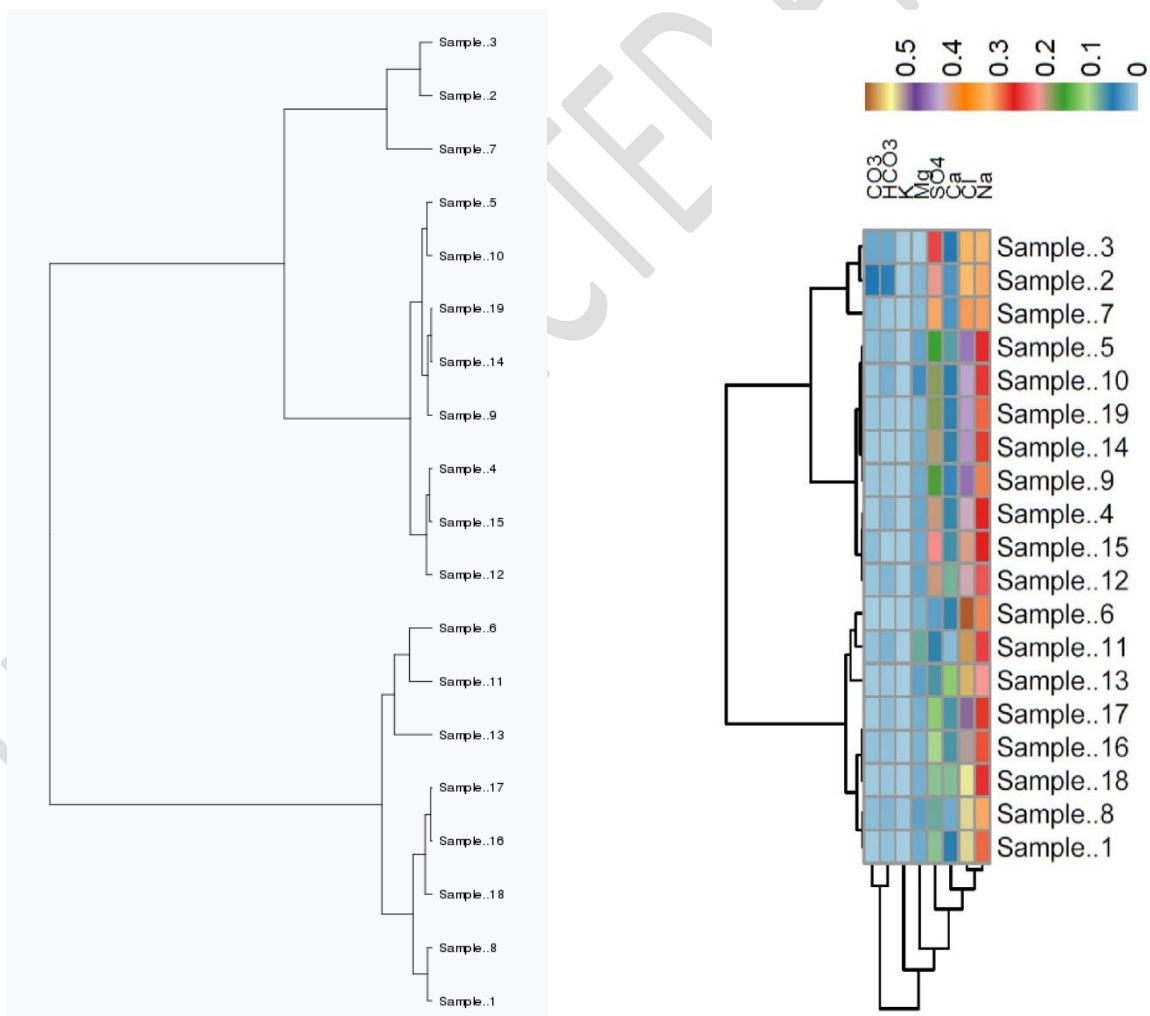 Sample..3
Sample..2
Sample..7
Sample..5
Sample..10
Sample..19
Sample..14
Sample..9
Sample..4
Sample..15
Sample..12
Sample..6
Sample..11
Sample..13
Sample..17
Sample..16
Sample..18
Sample..8
Sample..1
0.5
0.4
0.3
0.2
0.1
0
CO3
HCO3
K
Mg
SO4
Ca
Cl
Na
Sample..3
Sample..2
Sample..7
Sample..5
Sample..10
Sample..19
Sample..14
Sample..9
Sample..4
Sample..15
Sample..12
Sample..6
Sample..11
Sample..13
Sample..17
Sample..16
Sample..18
Sample..8
Sample..1